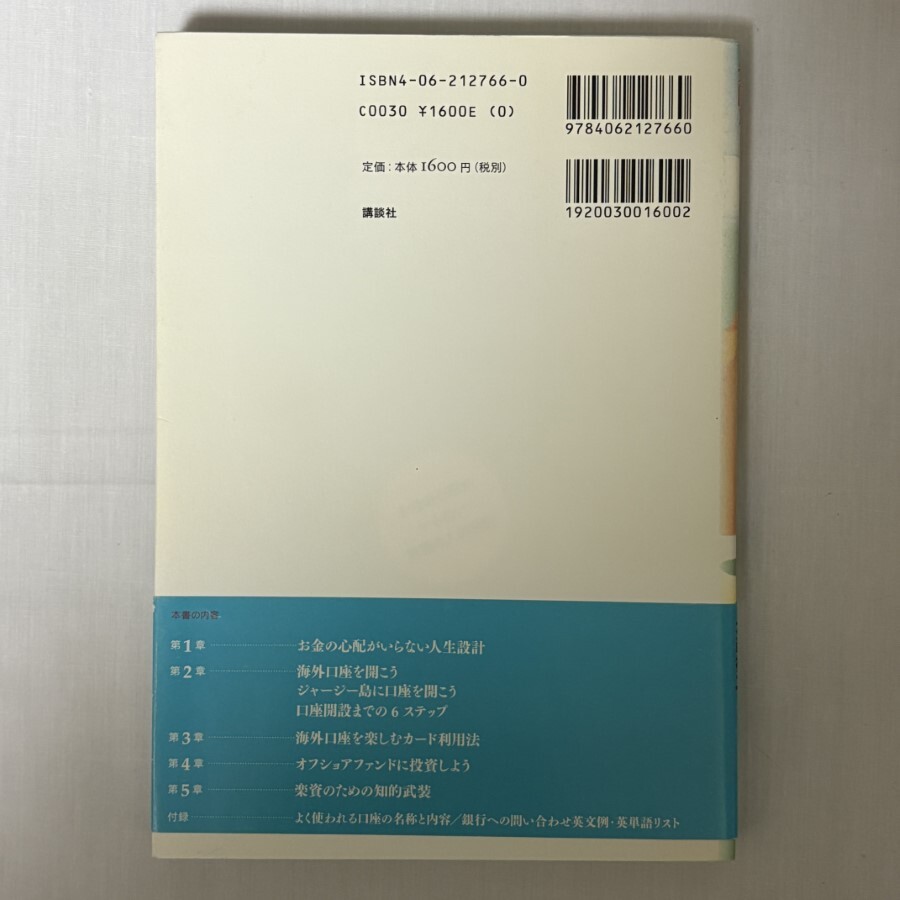 ISBN4-06-212766-0
C0030 ¥1600E (0)
9784062127660
定価:本体1600円(税別)
講談社
1920030016002
本書の内容
第1章 お金の心配がいらない人生設計
第2章 海外口座を開こう
ジャージー島に口座を開こう
口座開設までの6ステップ
第3章 海外口座を楽しむカード利用法
第4章 オフショアファンドに投資しよう
第5章 楽資のための知的武装
付録 よく使われる口座の名称と内容/銀行への問い合わせ英文例・英単語リスト